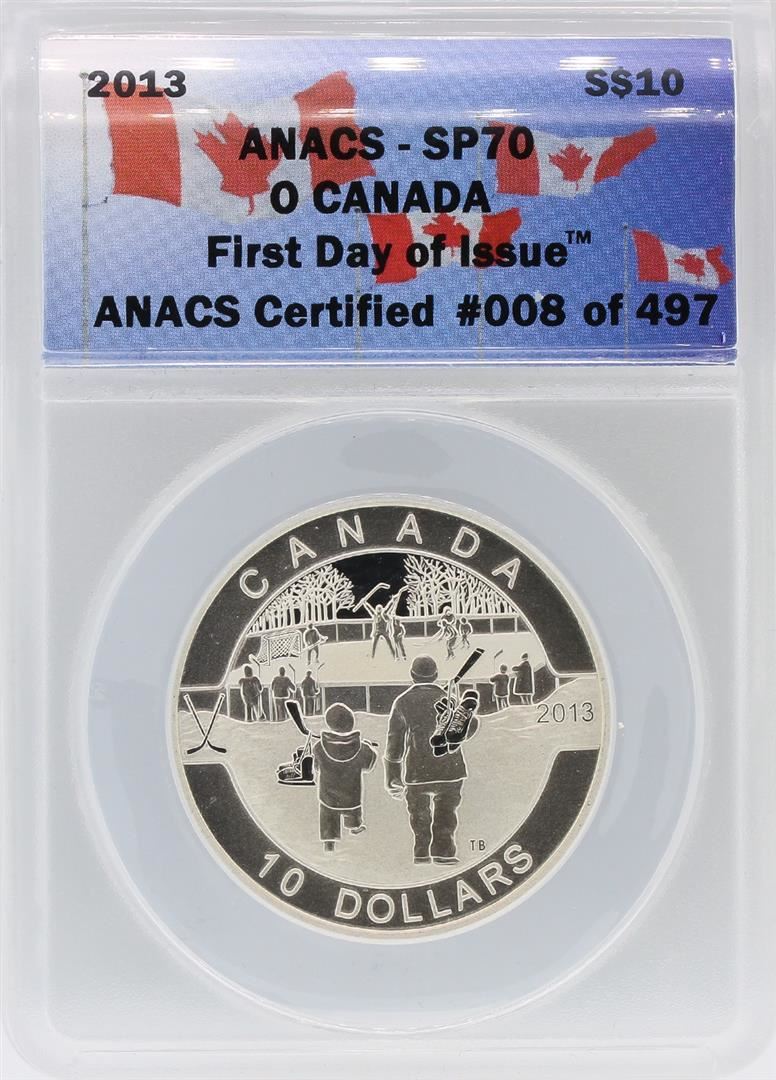 2013 S$10
ANACS - SP70
O CANADA
First Day of Issue™
ANACS Certified #008 of 497
CANADA
2013
TB
10 DOLLARS